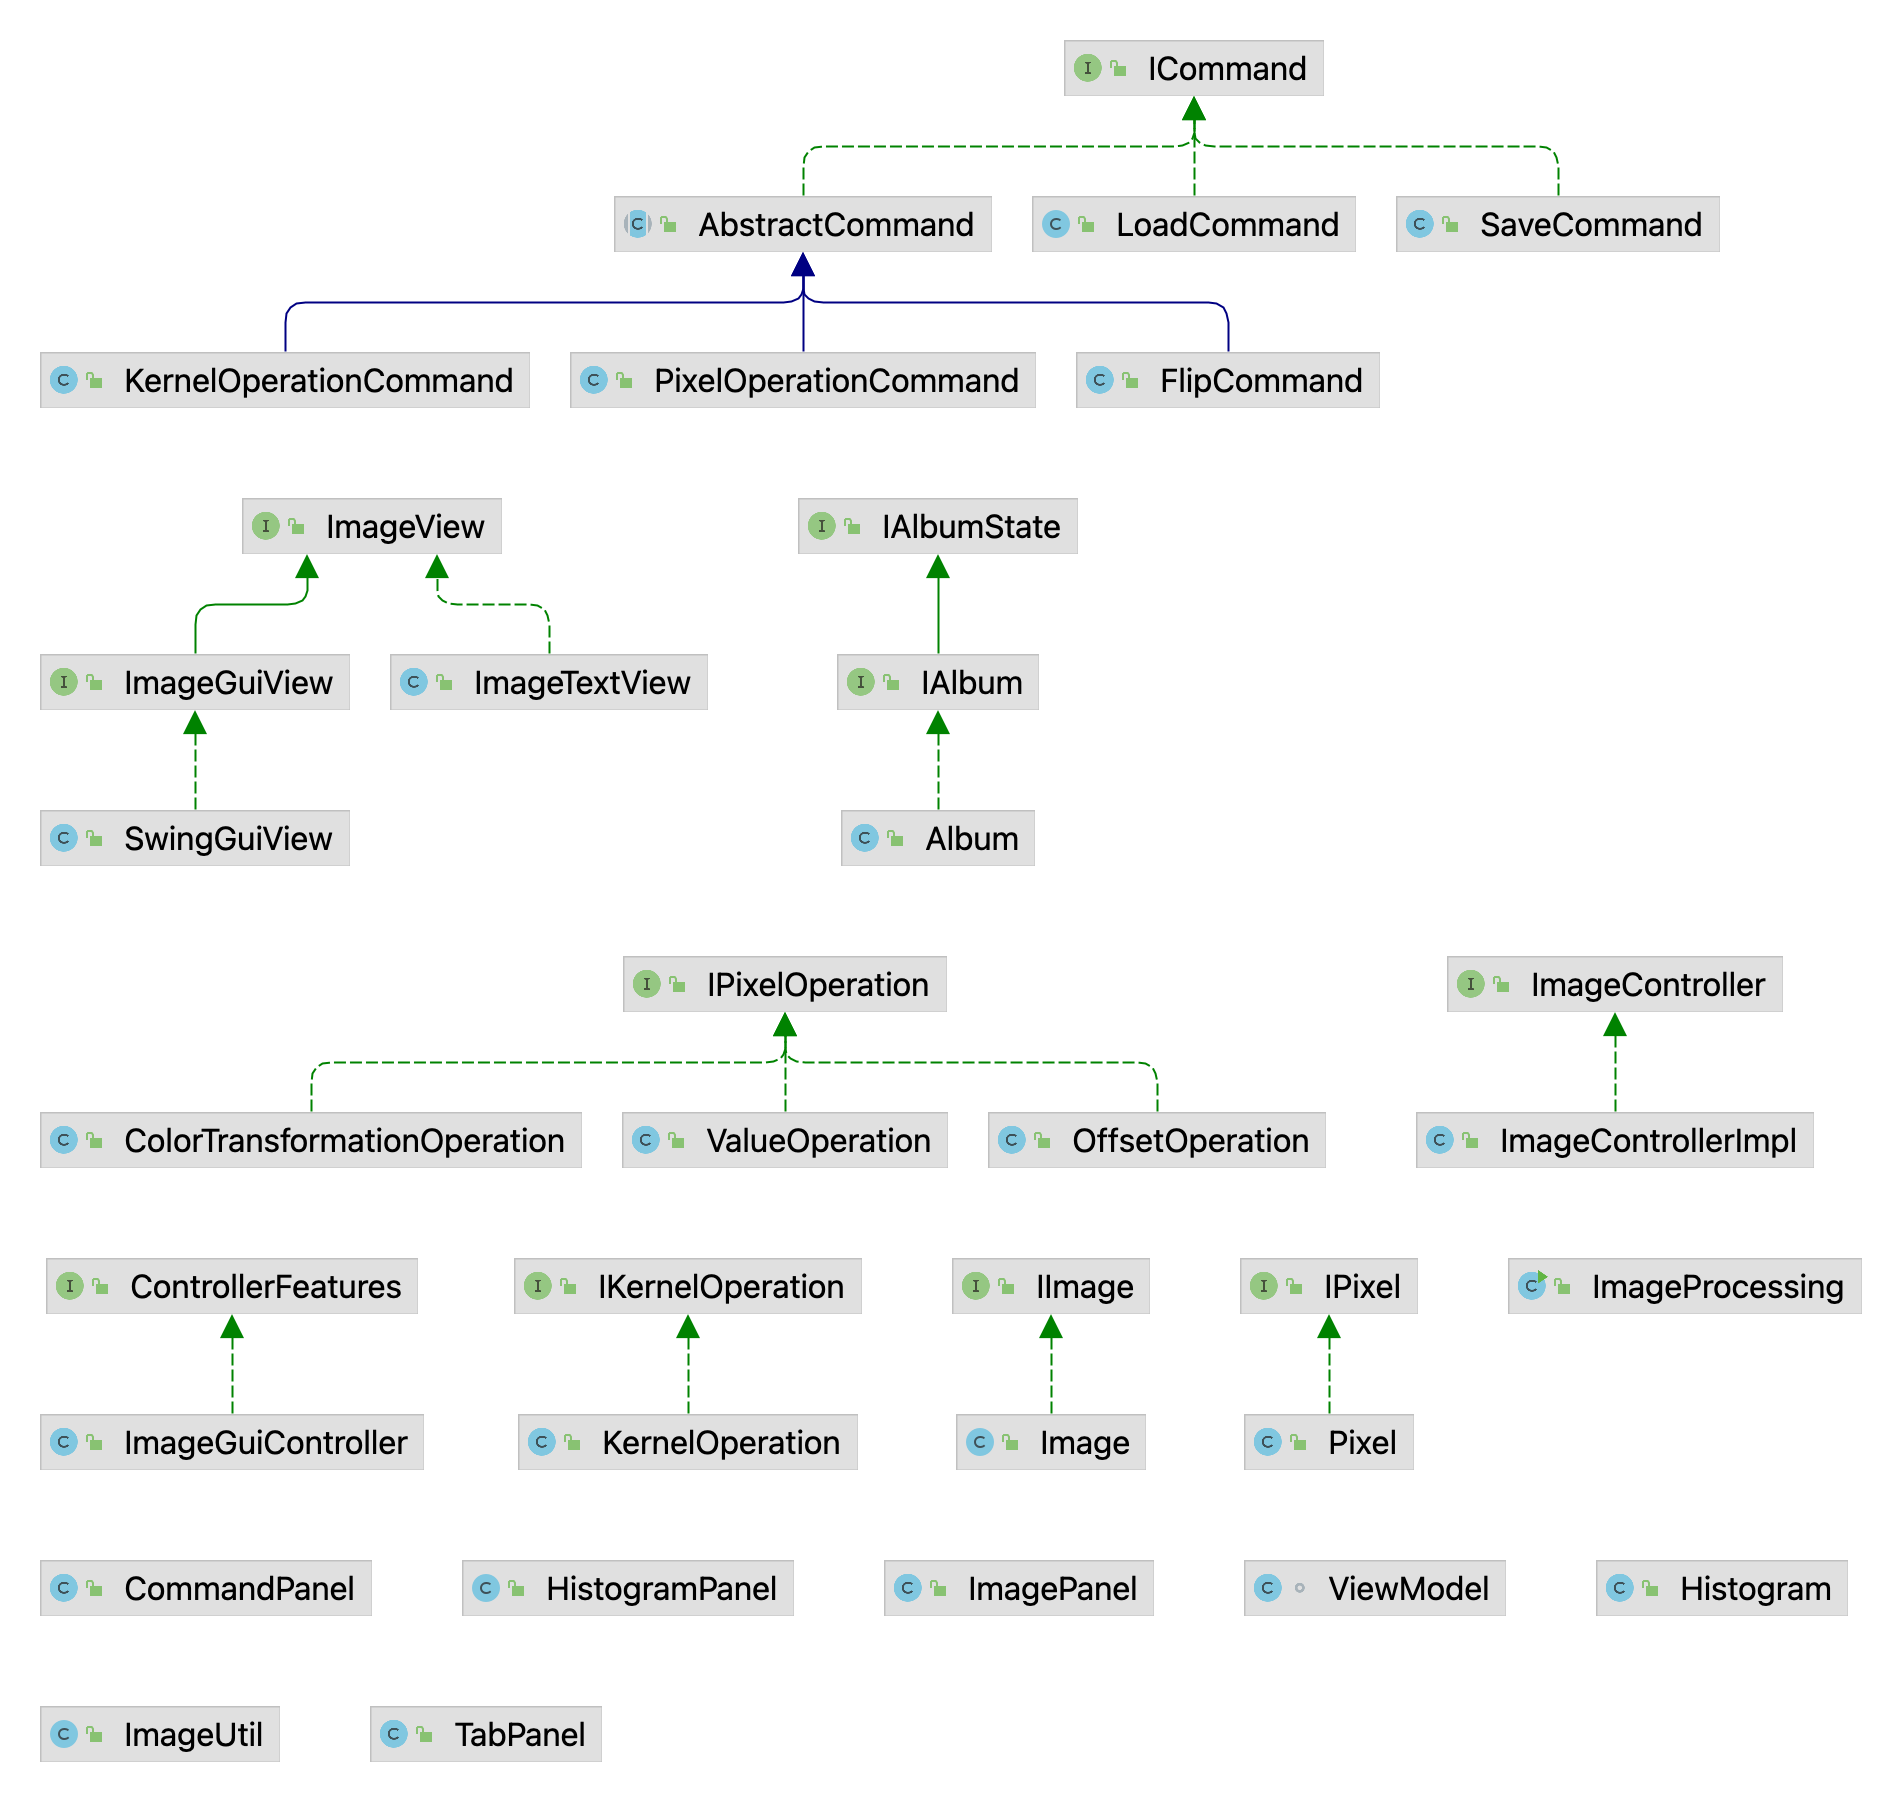 ICommand
AbstractCommand
LoadCommand
SaveCommand
KernelOperationCommand
PixelOperationCommand
FlipCommand
ImageView
IAlbumState
ImageGuiView
ImageTextView
IAlbum
SwingGuiView
Album
IPixelOperation
ImageController
ColorTransformationOperation
ValueOperation
OffsetOperation
ImageControllerImpl
ControllerFeatures
IKernelOperation
IImage
IPixel
ImageProcessing
ImageGuiController
KernelOperation
Image
Pixel
CommandPanel
HistogramPanel
ImagePanel
ViewModel
Histogram
ImageUtil
TabPanel